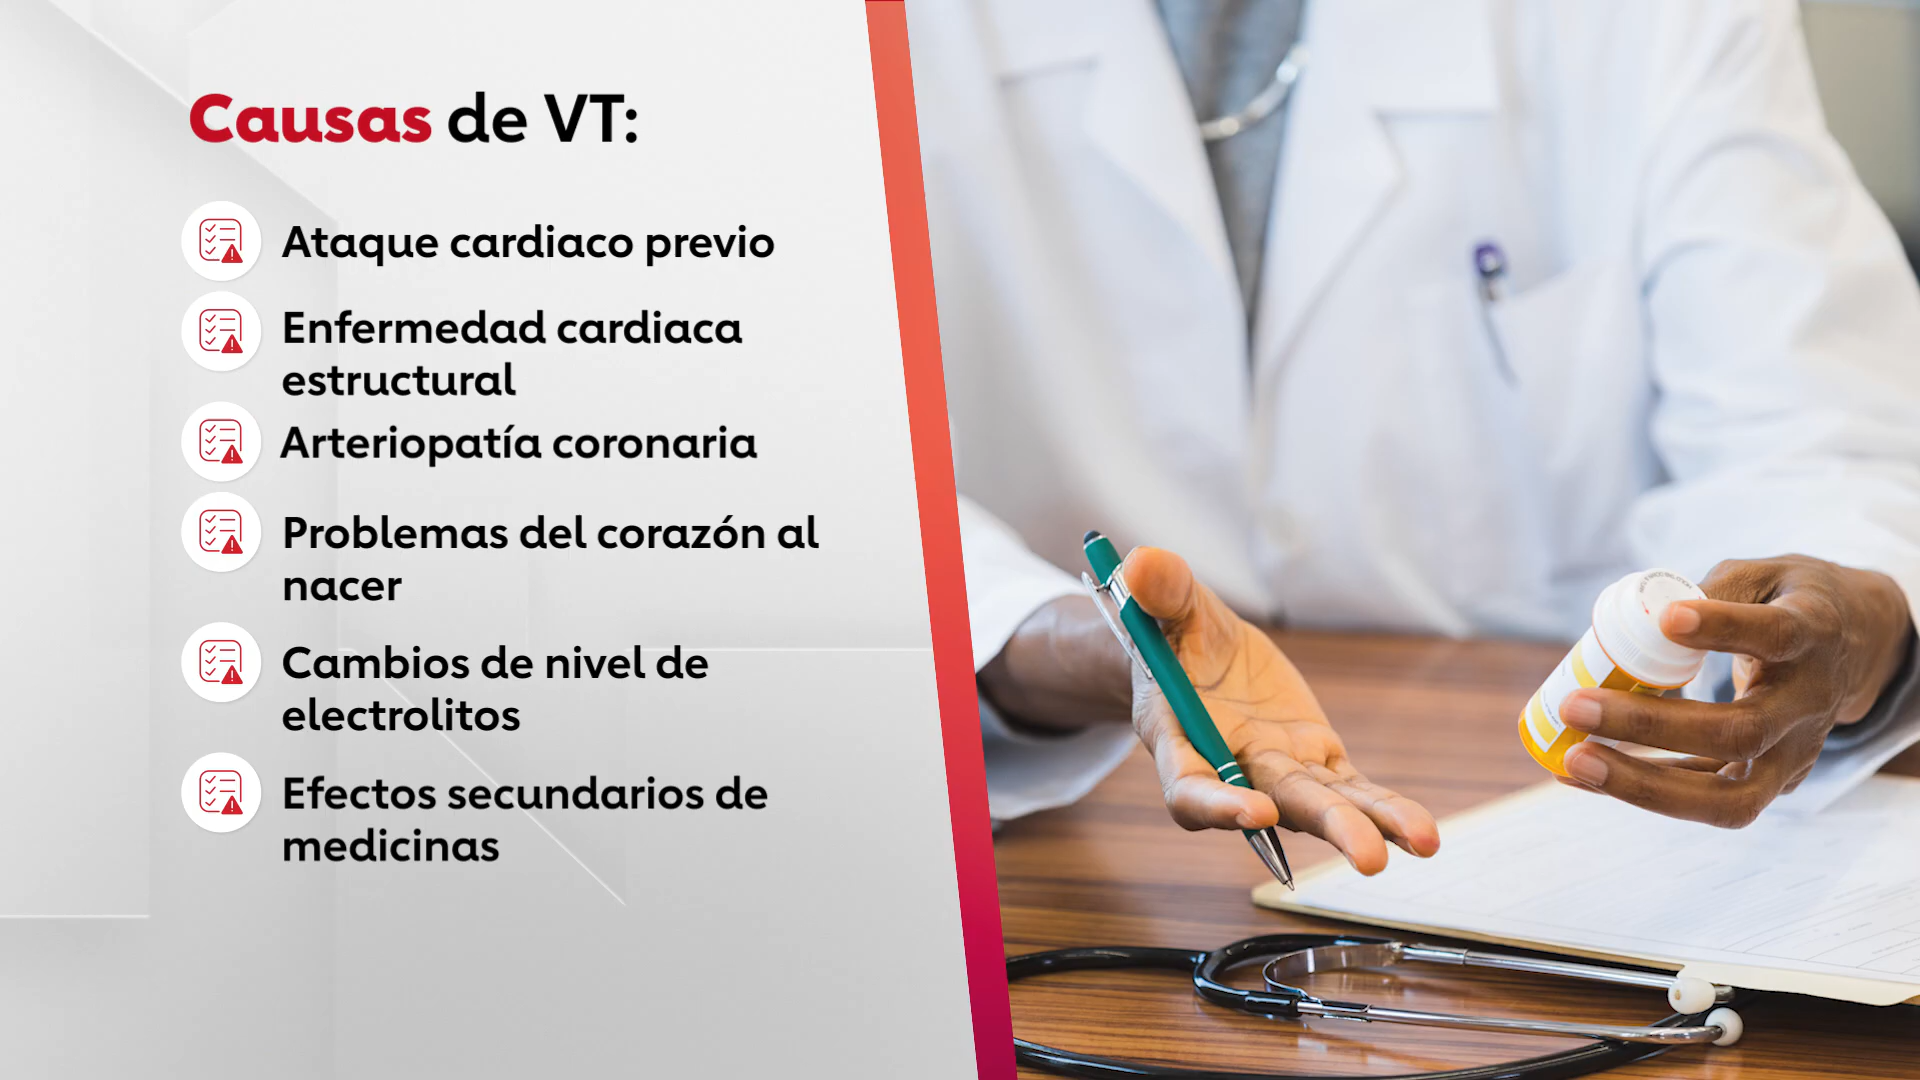 Causas de VT:
Ataque cardiaco previo
Enfermedad cardiaca
estructural
Arteriopatía coronaria
Problemas del corazón al
nacer
Cambios de nivel de
electrolitos
Efectos secundarios de
medicinas